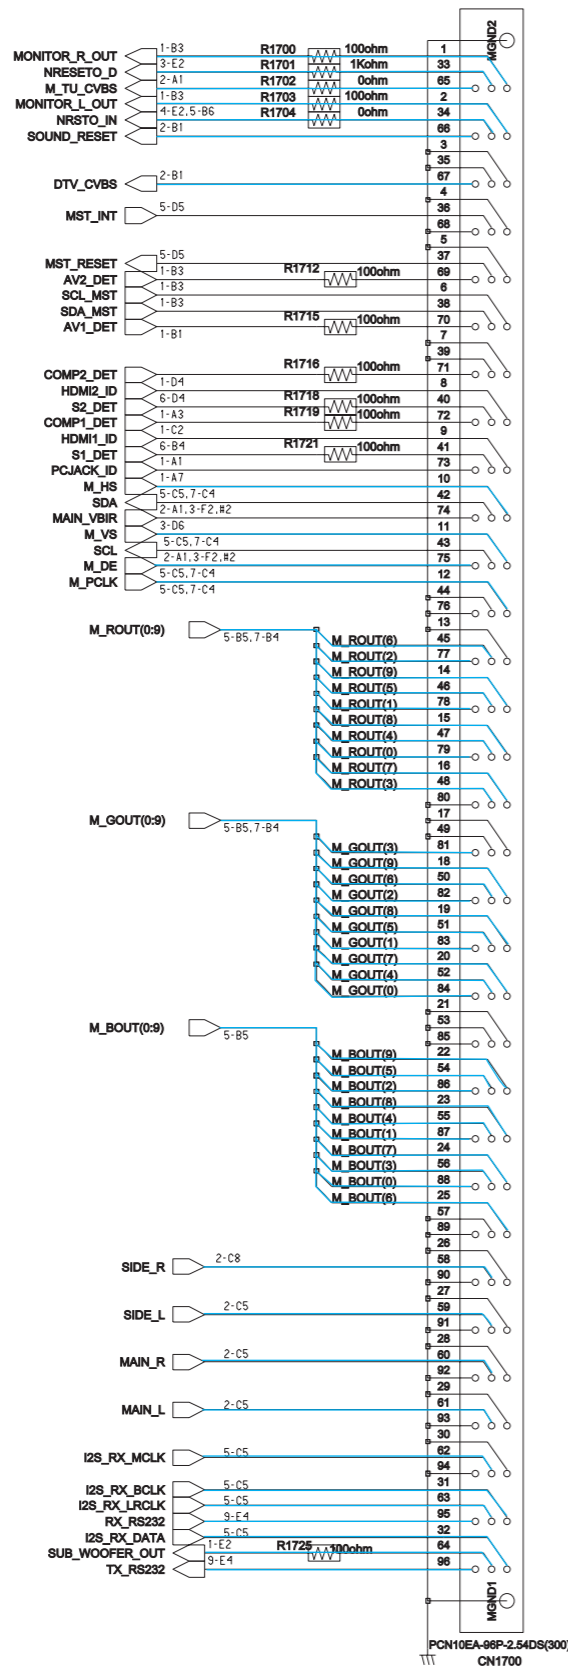 MGND2
MONITOR_R_OUT 1-B3 R1700 100ohm 1
NRESETO_D 3-E2 R1701 1Kohm 33
M_TU_CVBS 2-A1 R1702 0ohm 65
MONITOR_L_OUT 1-B3 R1703 100ohm 2
NRSTO_IN 4-E2,5-B6 R1704 0ohm 34
SOUND_RESET 2-B1 66
3
35
DTV_CVBS 2-B1 67
4
MST_INT 5-D5 36
68
5
MST_RESET 5-D5 37
AV2_DET 1-B3 R1712 100ohm 69
SCL_MST 1-B3 6
SDA_MST 1-B3 38
AV1_DET 1-B1 R1715 100ohm 70
7
39
COMP2_DET R1716 100ohm 71
HDMI2_ID 1-D4 8
S2_DET 6-D4 R1718 100ohm 40
COMP1_DET 1-A3 R1719 100ohm 72
HDMI1_ID 1-C2 9
S1_DET 6-B4 R1721 100ohm 41
PCJACK_ID 1-A1 73
M_HS 1-A7 10
SDA 5-C5,7-C4 42
MAIN_VBIR 2-A1,3-F2,#2 74
M_VS 3-D6 11
SCL 5-C5,7-C4 43
M_DE 2-A1,3-F2,#2 75
M_PCLK 5-C5,7-C4 12
5-C5,7-C4 44
76
13
M_ROUT(0:9) 5-B5,7-B4
M_ROUT(6) 45
M_ROUT(2) 77
M_ROUT(9) 14
M_ROUT(5) 46
M_ROUT(1) 78
M_ROUT(8) 15
M_ROUT(4) 47
M_ROUT(0) 79
M_ROUT(7) 16
M_ROUT(3) 48
80
17
M_GOUT(0:9) 5-B5,7-B4
49
M_GOUT(3) 81
M_GOUT(9) 18
M_GOUT(6) 50
M_GOUT(2) 82
M_GOUT(8) 19
M_GOUT(5) 51
M_GOUT(1) 83
M_GOUT(7) 20
M_GOUT(4) 52
M_GOUT(0) 84
21
53
M_BOUT(0:9) 5-B5
85
M_BOUT(9) 22
M_BOUT(5) 54
M_BOUT(2) 86
M_BOUT(8) 23
M_BOUT(4) 55
M_BOUT(1) 87
M_BOUT(7) 24
M_BOUT(3) 56
M_BOUT(0) 88
M_BOUT(6) 25
57
89
26
SIDE_R 2-C8 58
90
27
SIDE_L 2-C5 59
91
28
MAIN_R 2-C5 60
92
29
MAIN_L 2-C5 61
93
30
I2S_RX_MCLK 5-C5 62
94
I2S_RX_BCLK 5-C5 31
I2S_RX_LRCLK 5-C5 63
RX_RS232 9-E4 95
I2S_RX_DATA 5-C5 32
SUB_WOOFER_OUT 1-E2 R1725 100ohm 64
TX_RS232 9-E4 96
MGND1
PCN10EA-96P-2.54DS(300)
CN1700